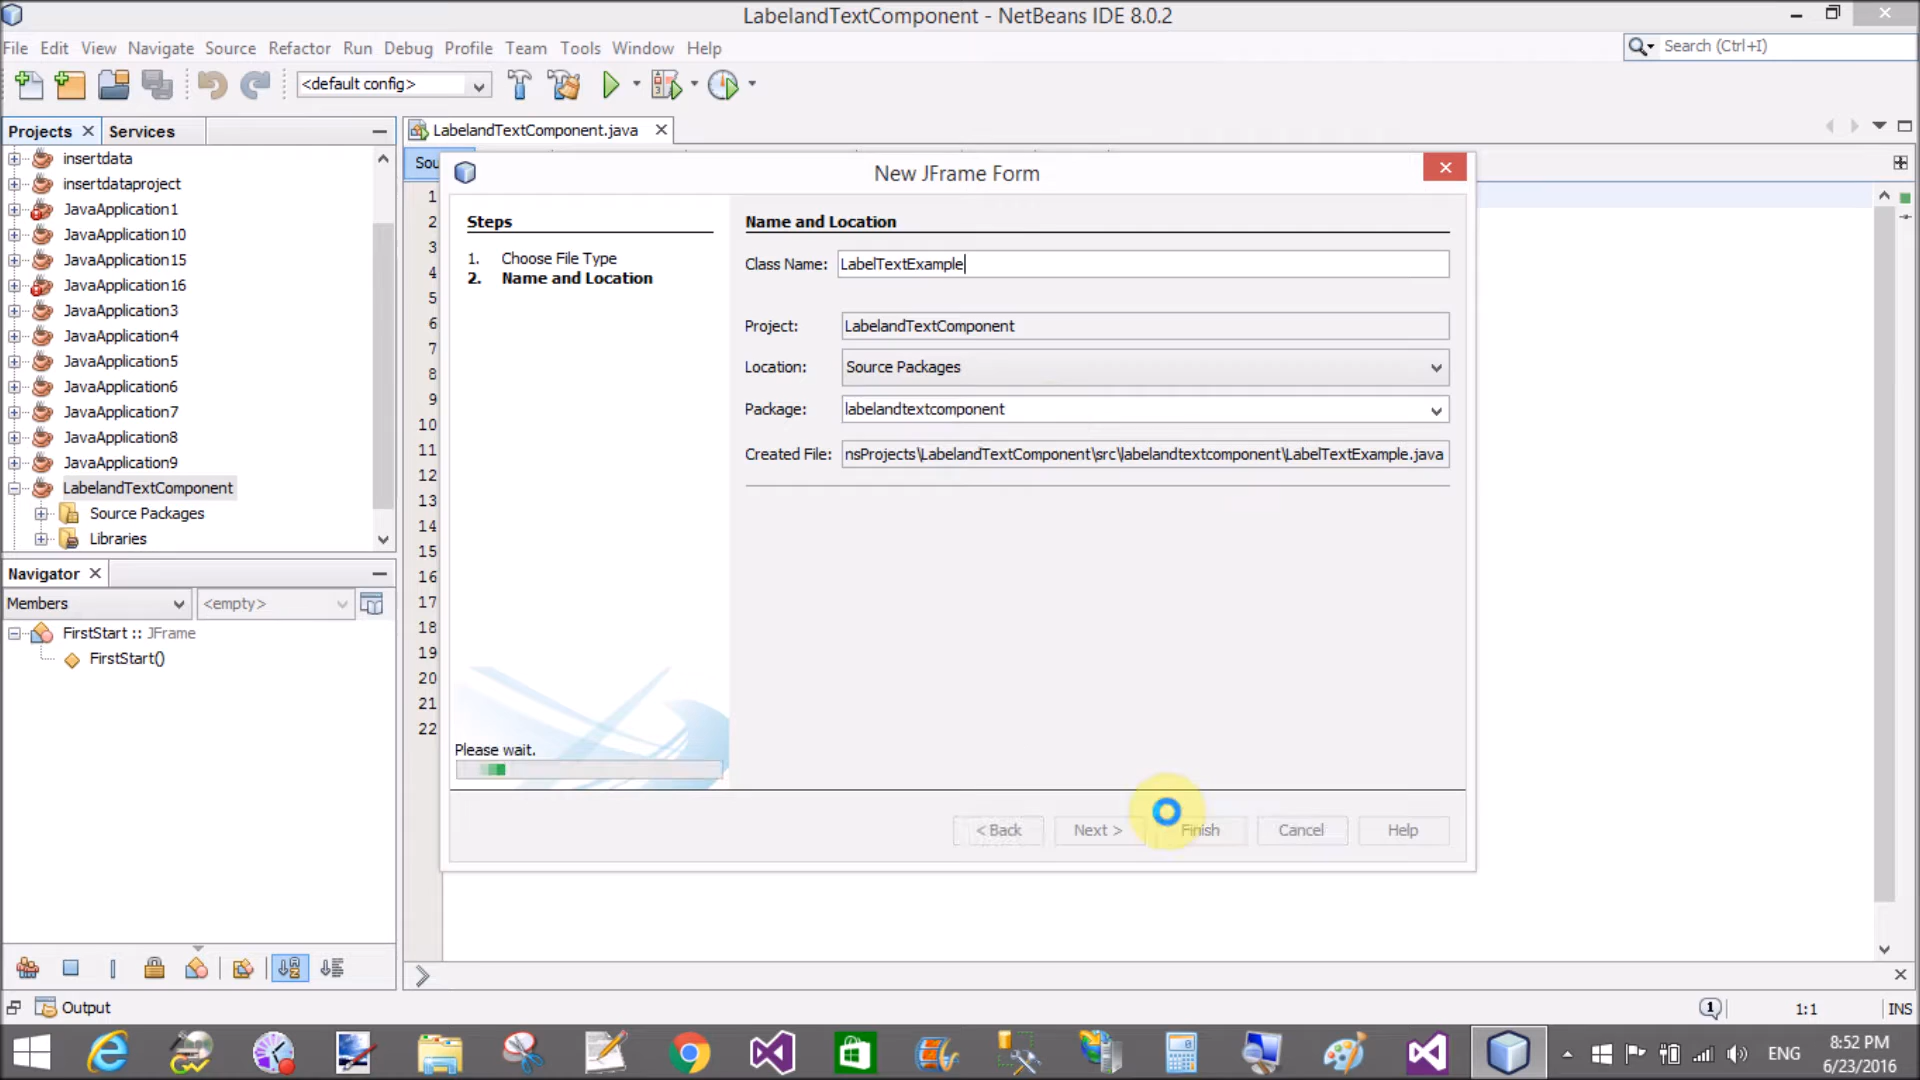 LabelandTextComponent - NetBeans IDE 8.0.2
File Edit View Navigate Source Refactor Run Debug Profile Team Tools Window Help
Search (Ctrl+I)
<default config>
Projects Services
LabelandTextComponent.java
insertdata
insertdataproject
JavaApplication1
JavaApplication10
JavaApplication15
JavaApplication16
JavaApplication3
JavaApplication4
JavaApplication5
JavaApplication6
JavaApplication7
JavaApplication8
JavaApplication9
LabelandTextComponent
Source Packages
Libraries
Navigator
Members <empty>
FirstStart :: JFrame
FirstStart()
Sou
1
2
3
4
5
6
7
8
9
10
11
12
13
14
15
16
17
18
19
20
21
22
New JFrame Form
Steps
1. Choose File Type
2. Name and Location
Please wait.
Name and Location
Class Name: LabelTextExample
Project: LabelandTextComponent
Location: Source Packages
Package: labelandtextcomponent
Created File: nsProjects\LabelandTextComponent\src\labelandtextcomponent\LabelTextExample.java
< Back Next > Finish Cancel Help
Output
1
1:1 INS
ENG
8:52 PM
6/23/2016